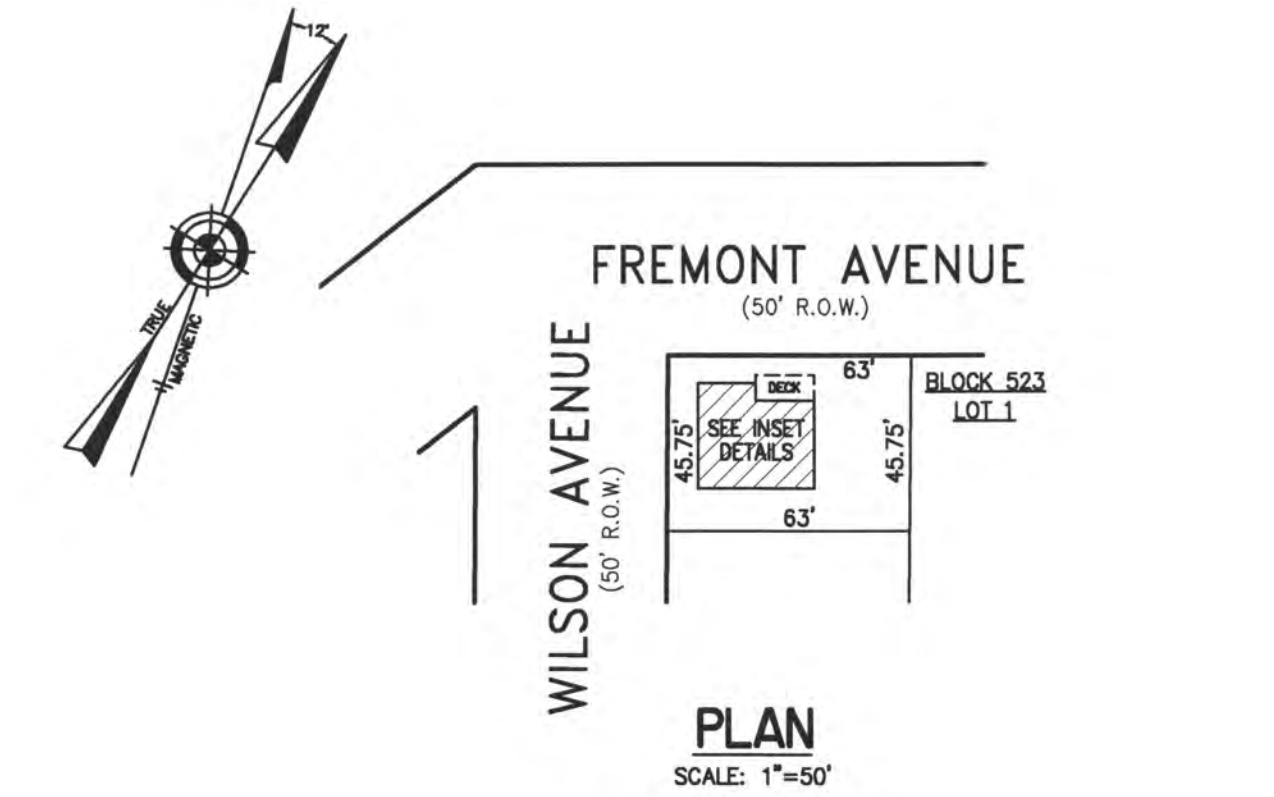 12'
TRUE
MAGNETIC
FREMONT AVENUE
(50' R.O.W.)
WILSON AVENUE
(50' R.O.W.)
63'
DECK
BLOCK 523
LOT 1
45.75'
SEE INSET
DETAILS
45.75'
63'
PLAN
SCALE: 1"=50'